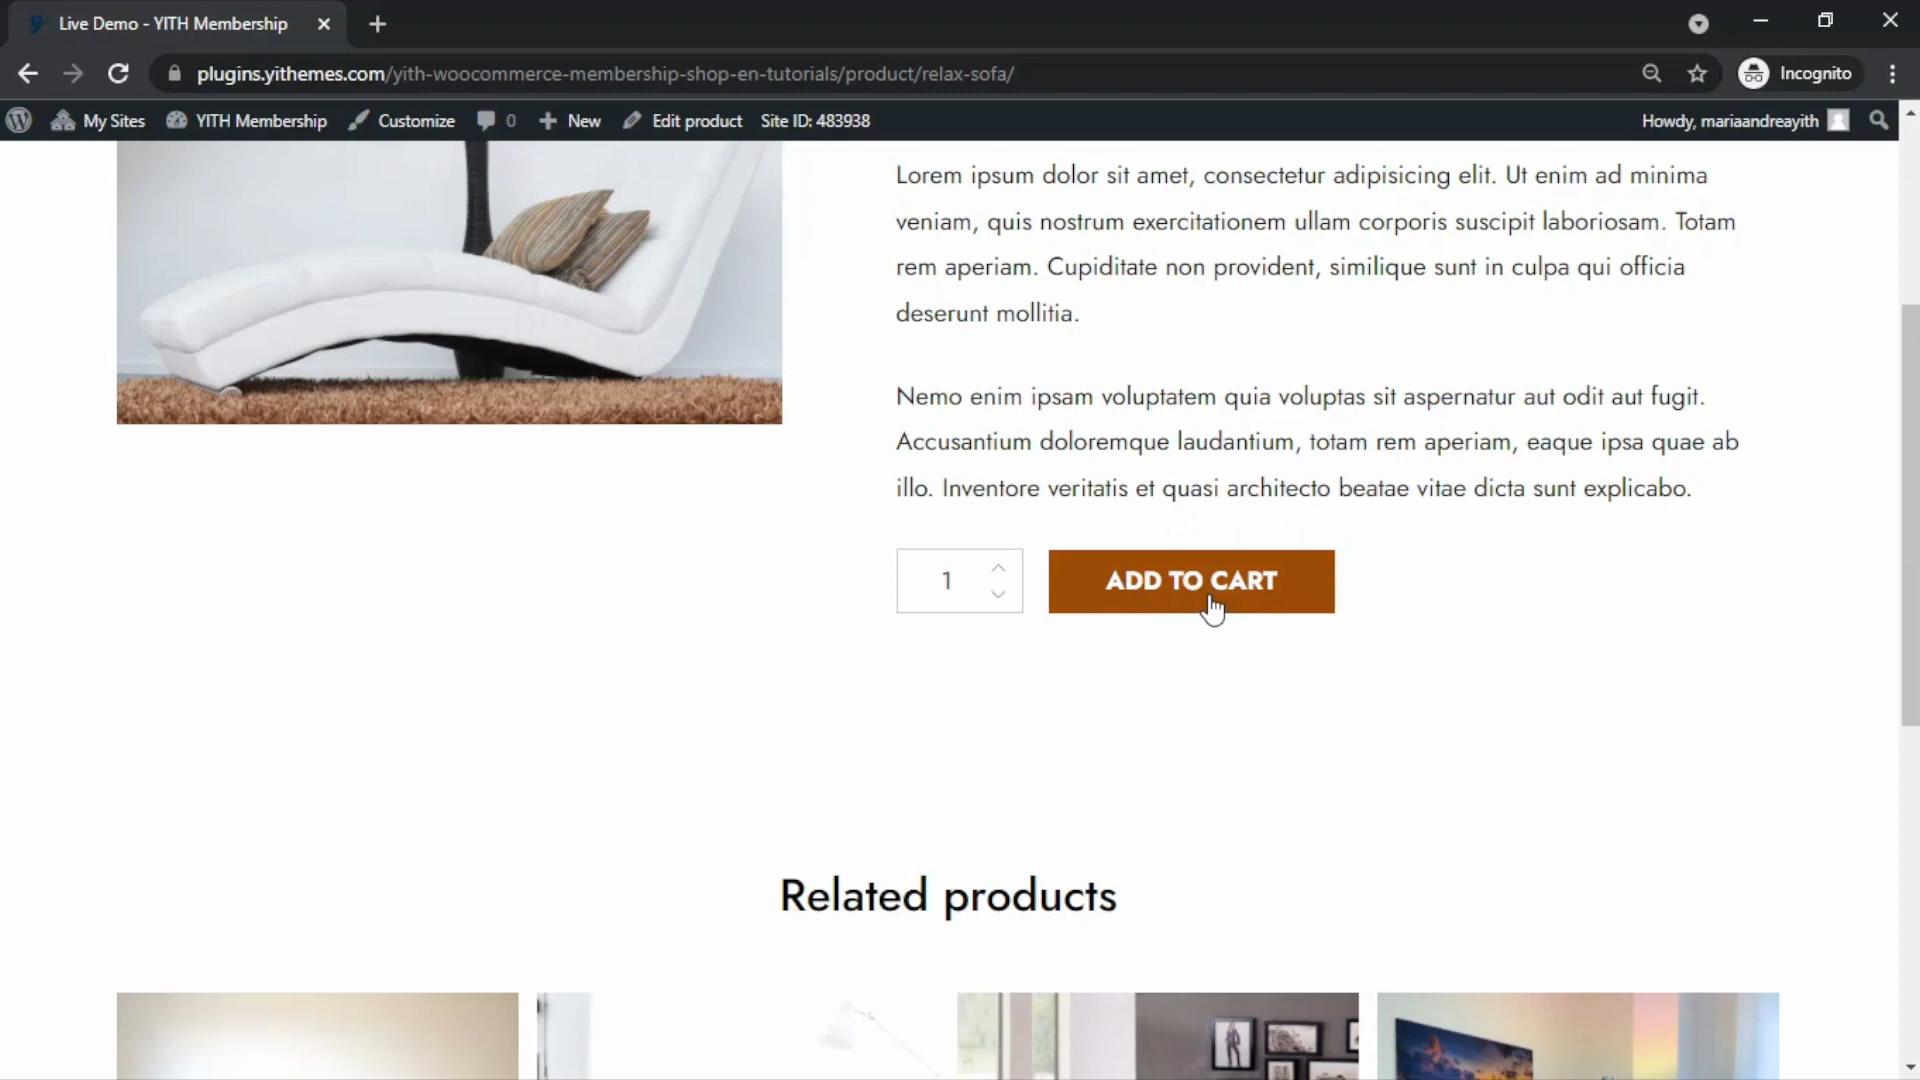 Live Demo - YITH Membership
plugins.yithemes.com/yith-woocommerce-membership-shop-en-tutorials/product/relax-sofa/
Incognito
My Sites YITH Membership Customize 0 New Edit product Site ID: 483938 Howdy, mariaandreayith
Lorem ipsum dolor sit amet, consectetur adipisicing elit. Ut enim ad minima
veniam, quis nostrum exercitationem ullam corporis suscipit laboriosam. Totam
rem aperiam. Cupiditate non provident, similique sunt in culpa qui officia
deserunt mollitia.
Nemo enim ipsam voluptatem quia voluptas sit aspernatur aut odit aut fugit.
Accusantium doloremque laudantium, totam rem aperiam, eaque ipsa quae ab
illo. Inventore veritatis et quasi architecto beatae vitae dicta sunt explicabo.
1 ADD TO CART
Related products